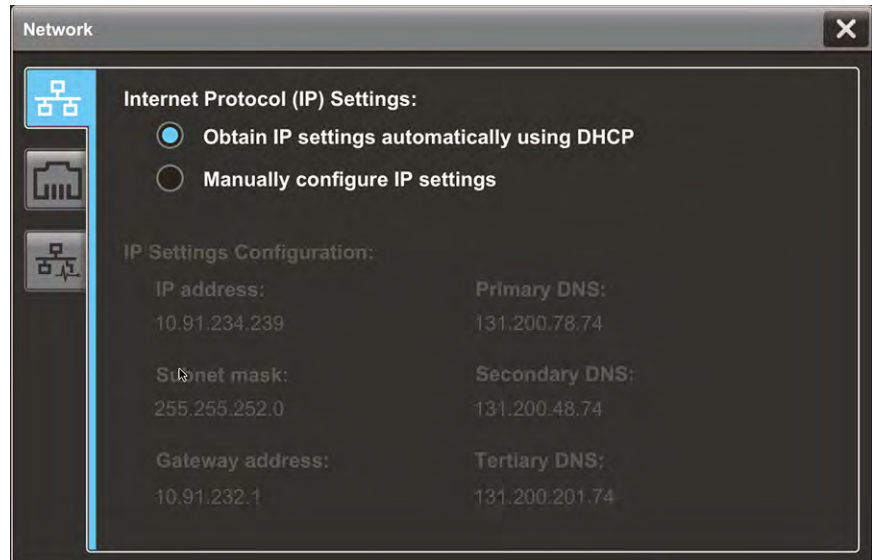 Network
Internet Protocol (IP) Settings:
Obtain IP settings automatically using DHCP
Manually configure IP settings
IP Settings Configuration:
IP address:
Primary DNS:
10.91.234.239
131.200.78.74
Subnet mask:
Secondary DNS:
255.255.252.0
131.200.48.74
Gateway address:
Tertiary DNS:
10.91.232.1
131.200.201.74